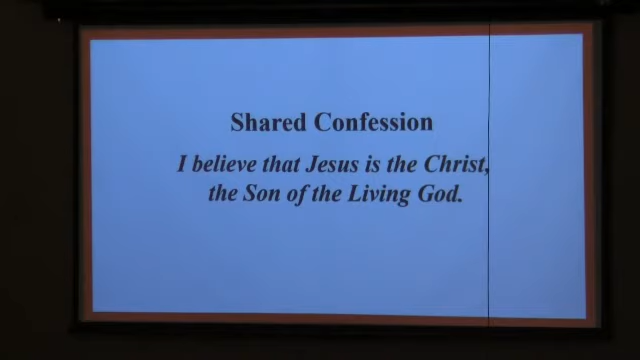 Shared Confession
I believe that Jesus is the Christ,
the Son of the Living God.